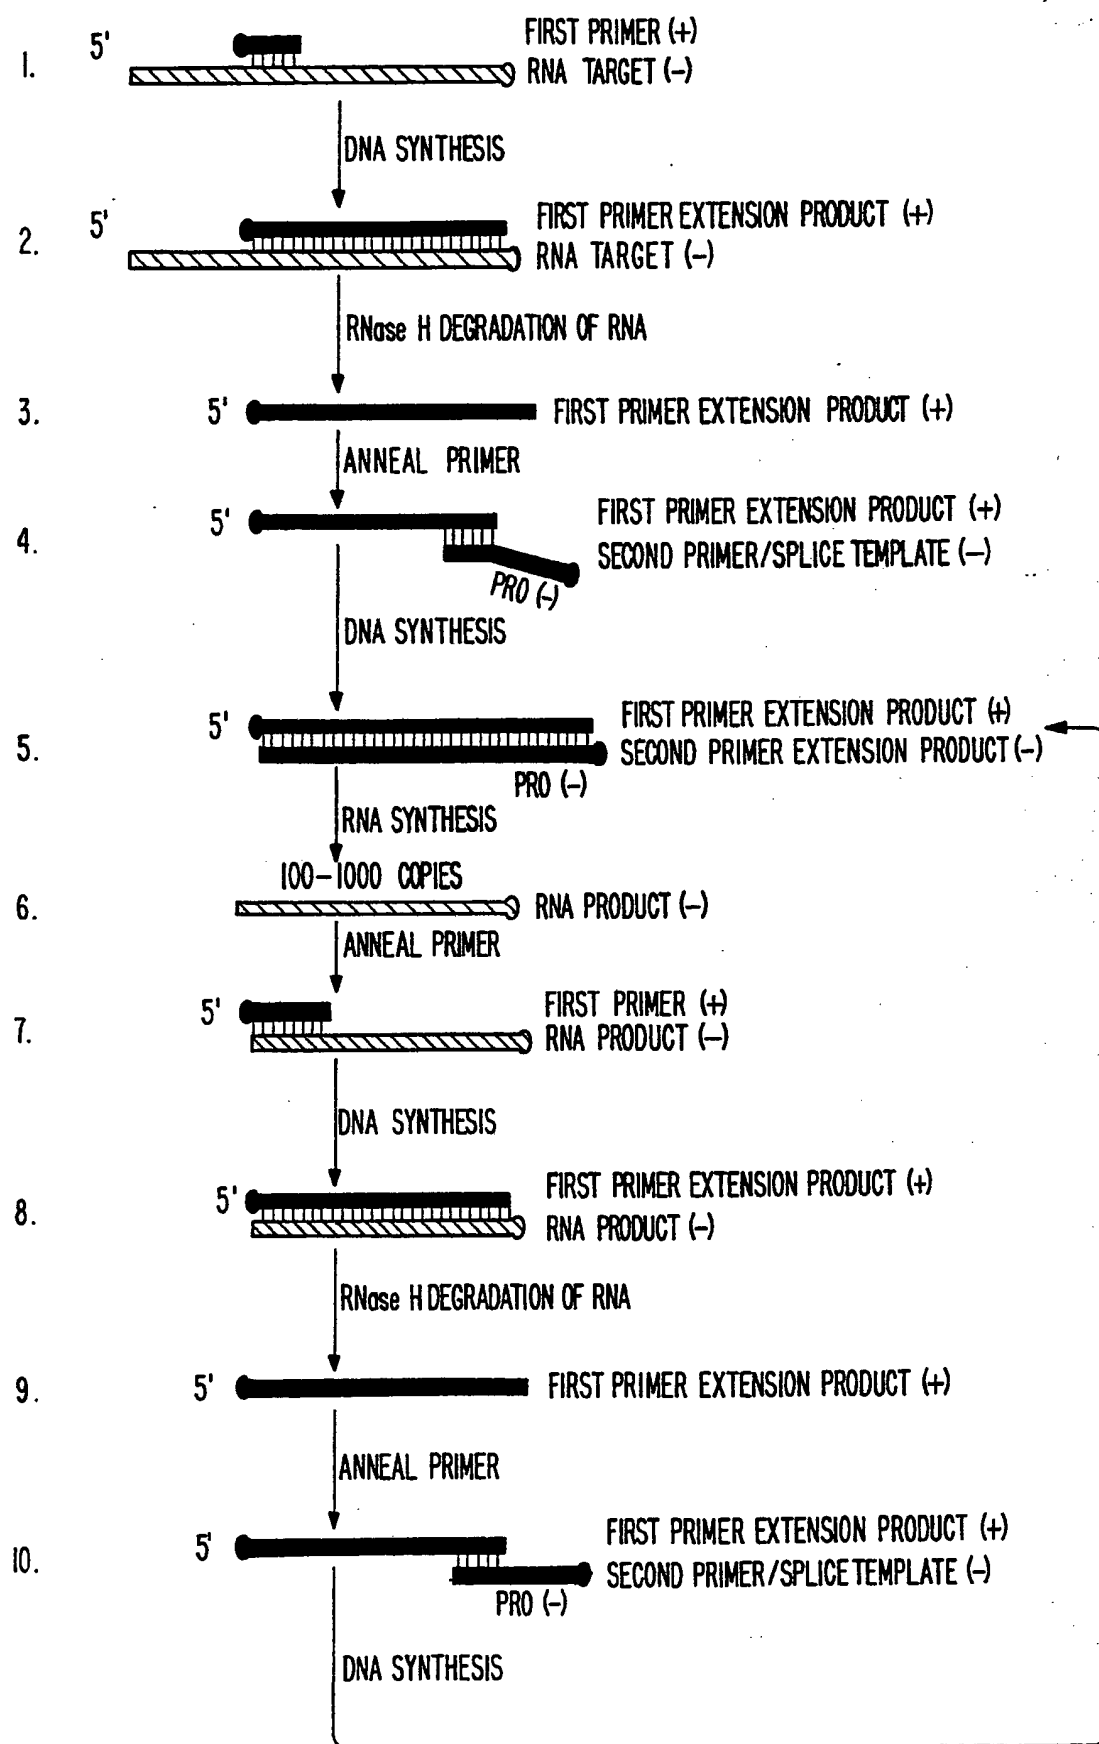 1.
5'
FIRST PRIMER (+)
RNA TARGET (–)
DNA SYNTHESIS
2.
5'
FIRST PRIMER EXTENSION PRODUCT (+)
RNA TARGET (–)
RNase H DEGRADATION OF RNA
3.
5'
FIRST PRIMER EXTENSION PRODUCT (+)
ANNEAL PRIMER
4.
5'
FIRST PRIMER EXTENSION PRODUCT (+)
SECOND PRIMER/SPLICE TEMPLATE (–)
PRO (–)
DNA SYNTHESIS
5.
5'
FIRST PRIMER EXTENSION PRODUCT (+)
SECOND PRIMER EXTENSION PRODUCT (–)
PRO (–)
RNA SYNTHESIS
100–1000 COPIES
6.
RNA PRODUCT (–)
ANNEAL PRIMER
7.
5'
FIRST PRIMER (+)
RNA PRODUCT (–)
DNA SYNTHESIS
8.
5'
FIRST PRIMER EXTENSION PRODUCT (+)
RNA PRODUCT (–)
RNase H DEGRADATION OF RNA
9.
5'
FIRST PRIMER EXTENSION PRODUCT (+)
ANNEAL PRIMER
10.
5'
FIRST PRIMER EXTENSION PRODUCT (+)
SECOND PRIMER/SPLICE TEMPLATE (–)
PRO (–)
DNA SYNTHESIS